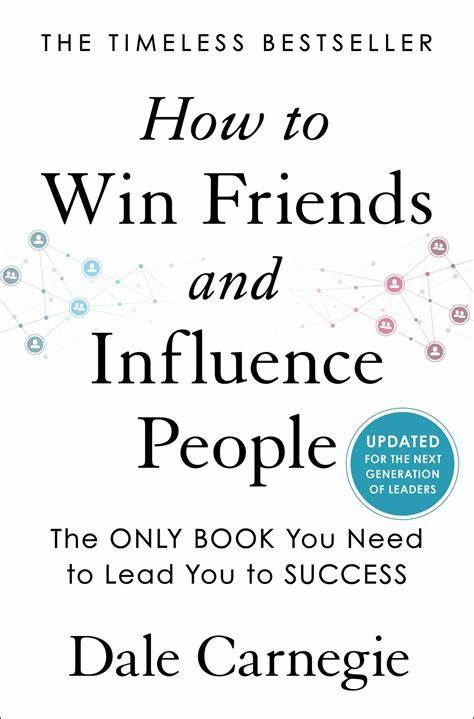 THE TIMELESS BESTSELLER
How to
Win Friends
and
Influence
People
UPDATED
FOR THE NEXT
GENERATION
OF LEADERS
The ONLY BOOK You Need
to Lead You to SUCCESS
Dale Carnegie